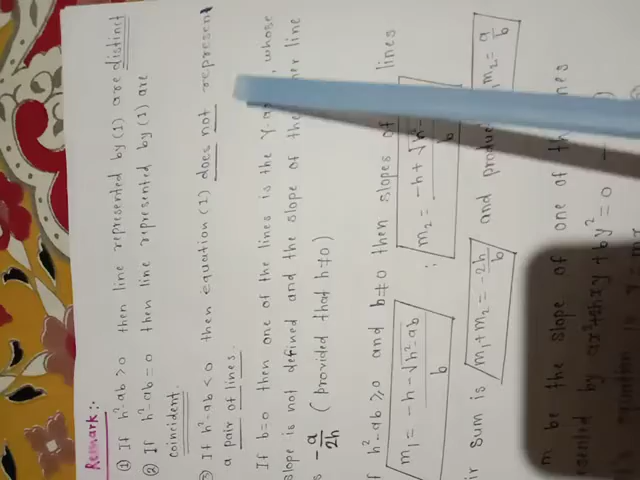 Remark :-
① If h²-ab>0 then line represented by (1) are distinct
② If h²-ab=0 then line represented by (1) are
coincident.
③ If h²-ab<0 then equation (1) does not represent
a pair of lines.
If b=0 then one of the lines is the Y- whose
slope is not defined and the slope of the line
-a/2h (provided that h≠0)
h²-ab≥0 and b≠0 then slopes of lines
m₁ = -h-√h²-ab / b ; m₂ = -h+√h²- / b
sum is m₁+m₂ = -2h/b and m₂ = a/b
m be the slope of one of
by ax²+2hxy+by²=0